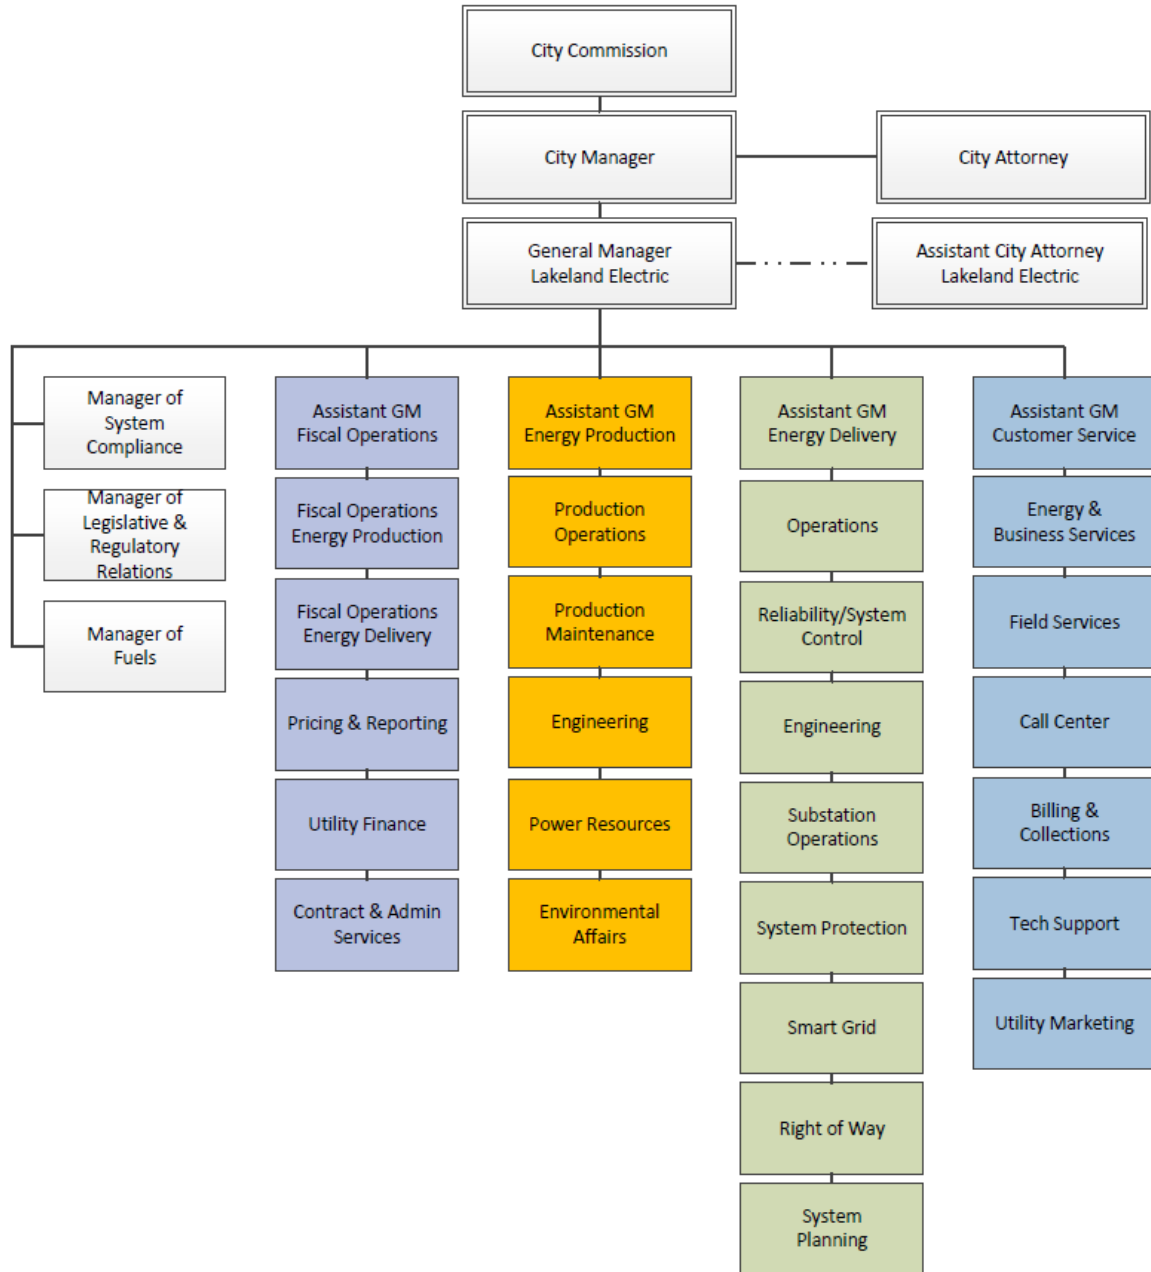 City Commission
City Manager
City Attorney
General Manager
Lakeland Electric
Assistant City Attorney
Lakeland Electric
Manager of
System
Compliance
Manager of
Legislative &
Regulatory
Relations
Manager of
Fuels
Assistant GM
Fiscal Operations
Fiscal Operations
Energy Production
Fiscal Operations
Energy Delivery
Pricing & Reporting
Utility Finance
Contract & Admin
Services
Assistant GM
Energy Production
Production
Operations
Production
Maintenance
Engineering
Power Resources
Environmental
Affairs
Assistant GM
Energy Delivery
Operations
Reliability/System
Control
Engineering
Substation
Operations
System Protection
Smart Grid
Right of Way
System
Planning
Assistant GM
Customer Service
Energy &
Business Services
Field Services
Call Center
Billing &
Collections
Tech Support
Utility Marketing